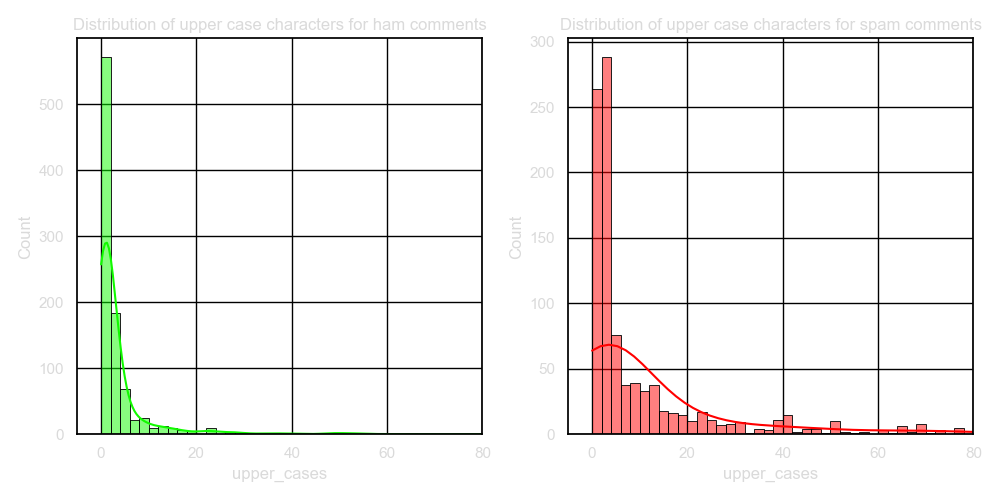 Distribution of upper case characters for ham comments
500
400
300
200
100
0
Count
0 20 40 60 80
upper_cases
Distribution of upper case characters for spam comments
300
250
200
150
100
50
0
Count
0 20 40 60 80
upper_cases